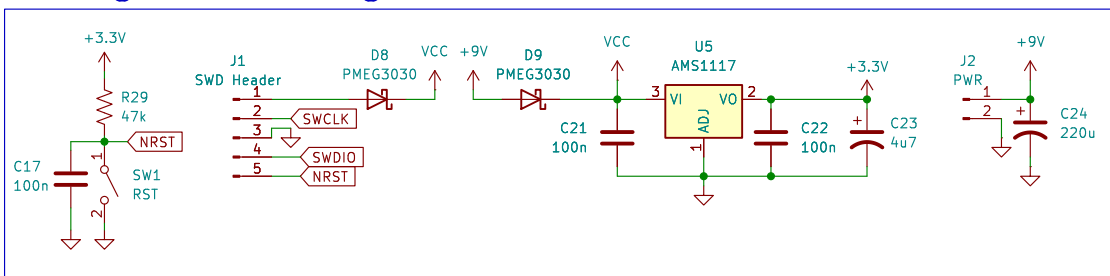 +3.3V
R29
47k
NRST
C17
100n
1
SW1
RST
2
J1
SWD Header
1
2
SWCLK
3
4
SWDIO
5
NRST
D8
PMEG3030
VCC
+9V
D9
PMEG3030
VCC
U5
AMS1117
3
VI
VO
2
ADJ
1
C21
100n
C22
100n
+3.3V
+
C23
4u7
J2
PWR
1
2
+9V
+
C24
220u